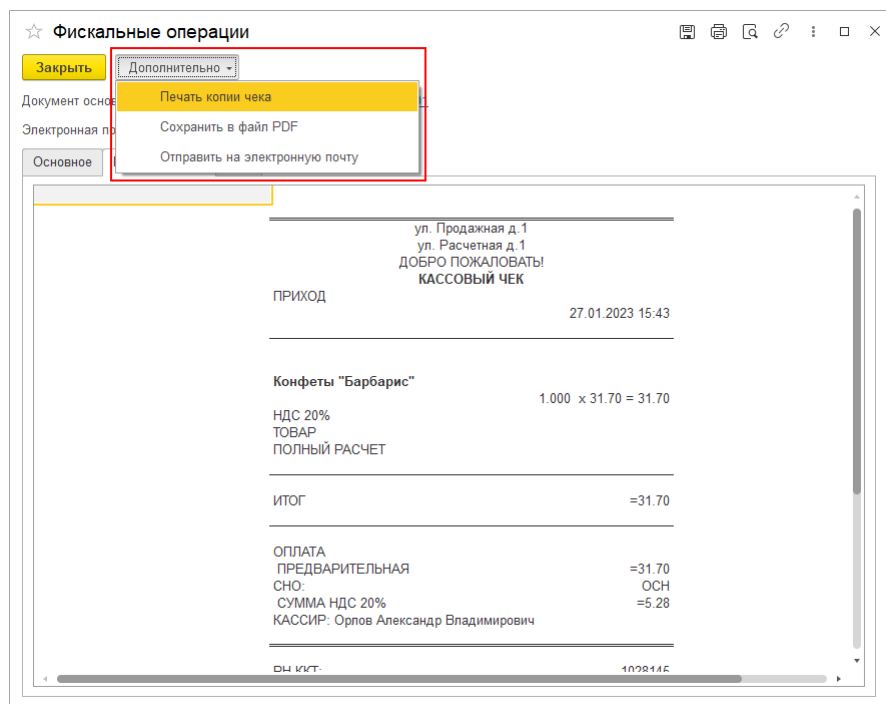 Фискальные операции
Закрыть
Дополнительно
Документ
Печать копии чека
Электронная
Сохранить в файл PDF
Отправить на электронную почту
Основное
ул. Продажная д.1
ул. Расчетная д.1
ДОБРО ПОЖАЛОВАТЬ!
КАССОВЫЙ ЧЕК
ПРИХОД
27.01.2023 15:43
Конфеты "Барбарис"
1.000 x 31.70 = 31.70
НДС 20%
ТОВАР
ПОЛНЫЙ РАСЧЕТ
ИТОГ =31.70
ОПЛАТА
ПРЕДВАРИТЕЛЬНАЯ =31.70
СНО: ОСН
СУММА НДС 20% =5.28
КАССИР: Орлов Александр Владимирович
РН ККТ: 1028145